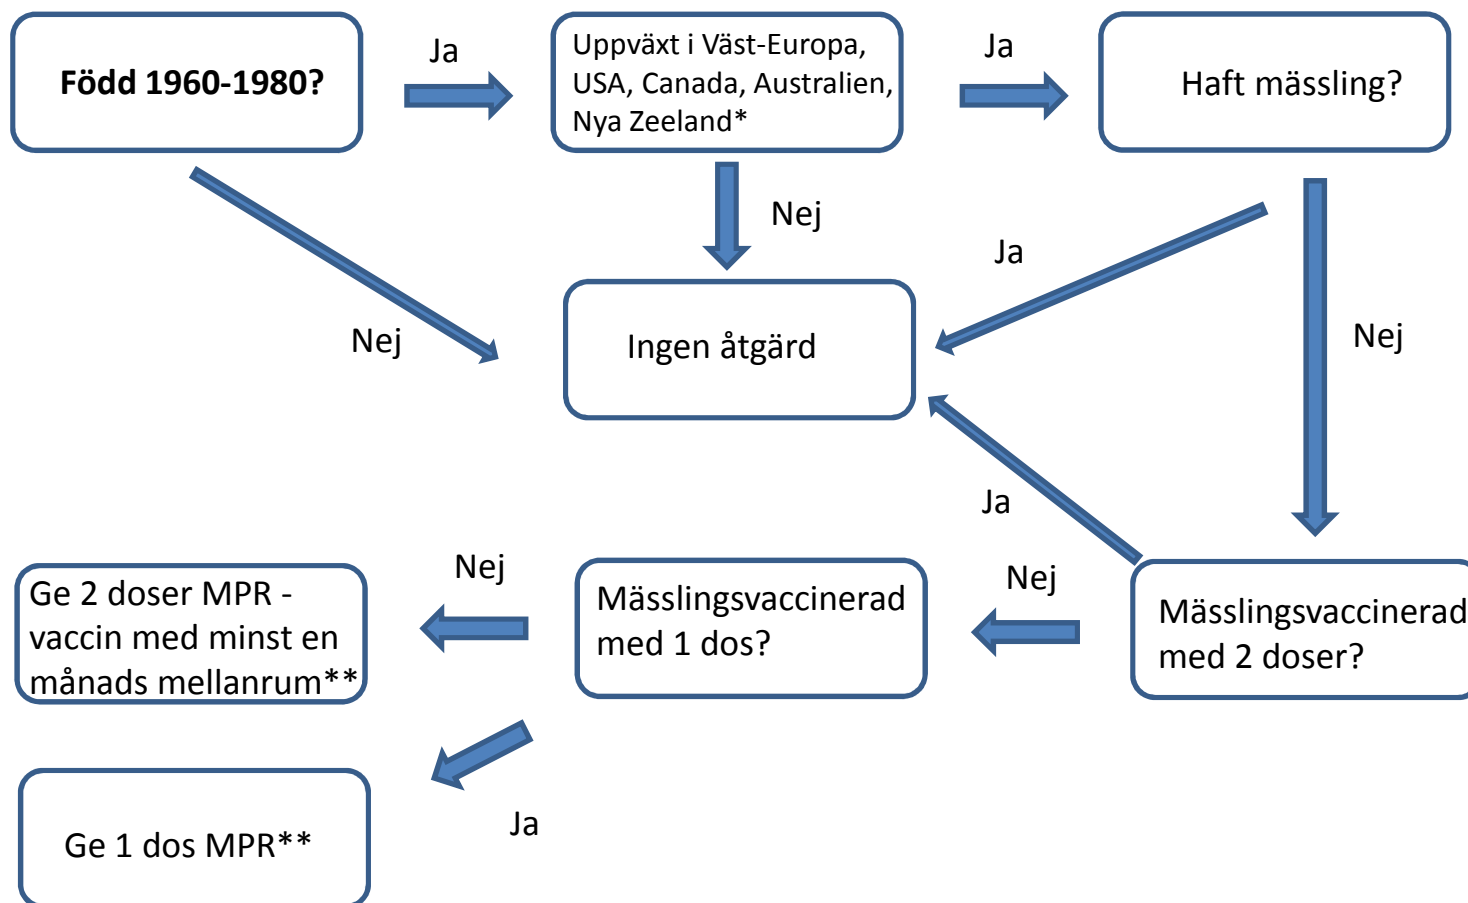 Född 1960-1980?
Ja
Uppväxt i Väst-Europa,
USA, Canada, Australien,
Nya Zeeland*
Ja
Haft mässling?
Nej
Nej
Ja
Nej
Ingen åtgärd
Ja
Ge 2 doser MPR -
vaccin med minst en
månads mellanrum**
Nej
Mässlingsvaccinerad
med 1 dos?
Nej
Mässlingsvaccinerad
med 2 doser?
Ge 1 dos MPR**
Ja